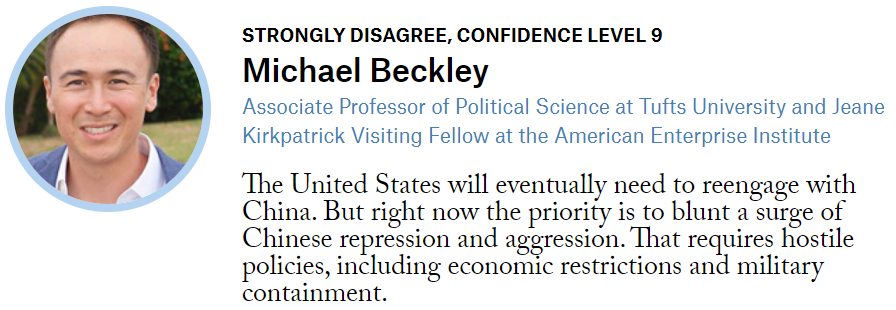 STRONGLY DISAGREE, CONFIDENCE LEVEL 9
Michael Beckley
Associate Professor of Political Science at Tufts University and Jeane
Kirkpatrick Visiting Fellow at the American Enterprise Institute
The United States will eventually need to reengage with
China. But right now the priority is to blunt a surge of
Chinese repression and aggression. That requires hostile
policies, including economic restrictions and military
containment.